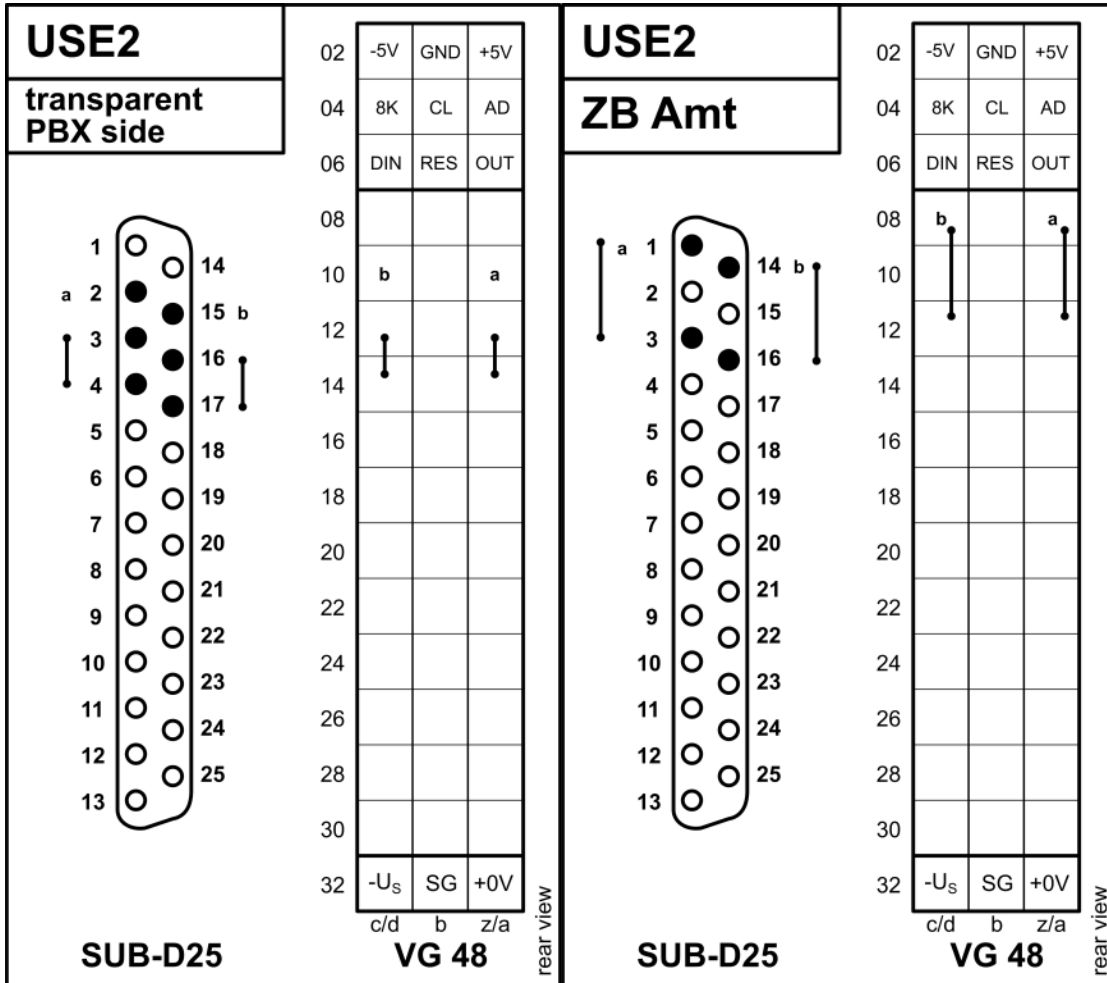 USE2
transparent
PBX side
02 -5V GND +5V
04 8K CL AD
06 DIN RES OUT
08
1
14
10 b a
a 2
15 b
3
12
16
4
14
17
5
16
18
6
18
19
7
20
20
8
21
22
9
22
10
24
23
11
26
24
12
28
25
13
30
32 -US SG +0V
c/d b z/a
SUB-D25
VG 48
rear view
USE2
ZB Amt
02 -5V GND +5V
04 8K CL AD
06 DIN RES OUT
08 b a
a 1
14 b
10
2
15
3
12
16
4
14
17
5
16
18
6
18
19
7
20
20
8
21
22
9
22
10
24
23
11
26
24
12
28
25
13
30
32 -US SG +0V
c/d b z/a
SUB-D25
VG 48
rear view